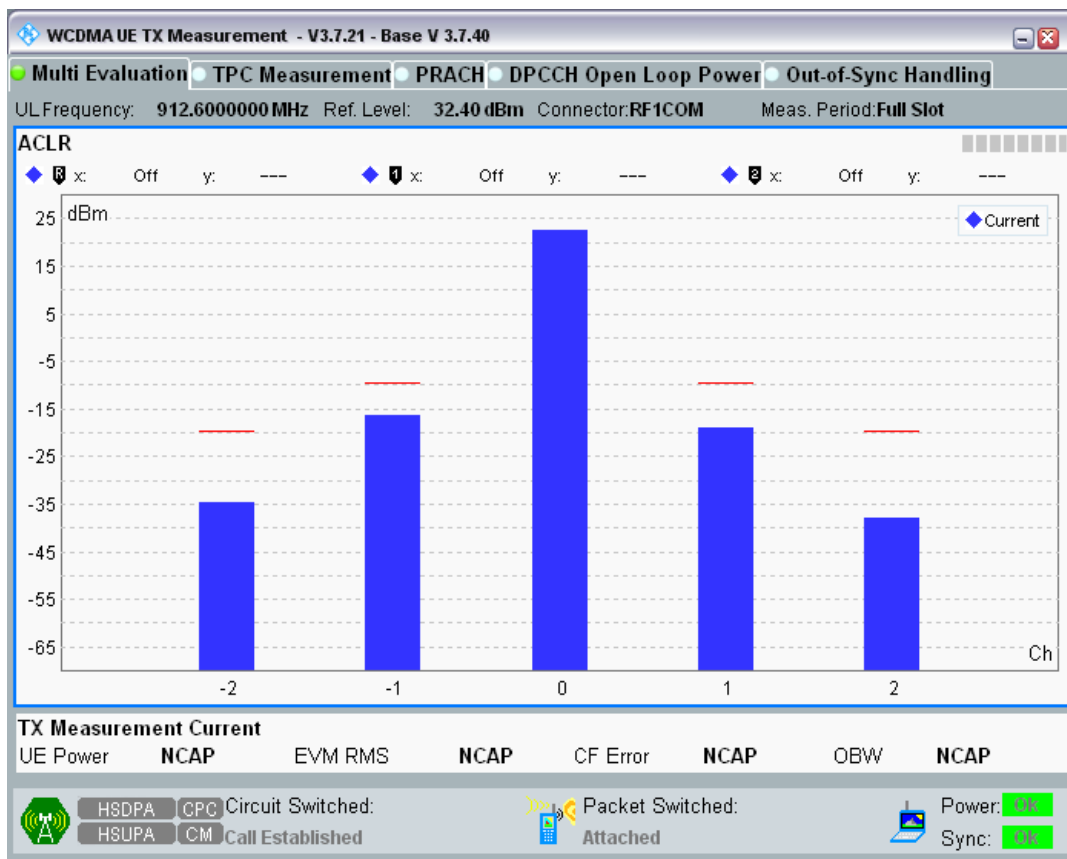 WCDMA UE TX Measurement - V3.7.21 - Base V 3.7.40
Multi Evaluation TPC Measurement PRACH DPCCH Open Loop Power Out-of-Sync Handling
UL Frequency: 912.6000000 MHz Ref. Level: 32.40 dBm Connector:RF1COM Meas. Period:Full Slot
ACLR
R x: Off y: --- 1 x: Off y: --- 2 x: Off y: ---
dBm
Current
25
15
5
-5
-15
-25
-35
-45
-55
-65
Ch
-2 -1 0 1 2
TX Measurement Current
UE Power NCAP EVM RMS NCAP CF Error NCAP OBW NCAP
HSDPA CPC Circuit Switched: Packet Switched: Power: Ok
HSUPA CM Call Established Attached Sync: Ok